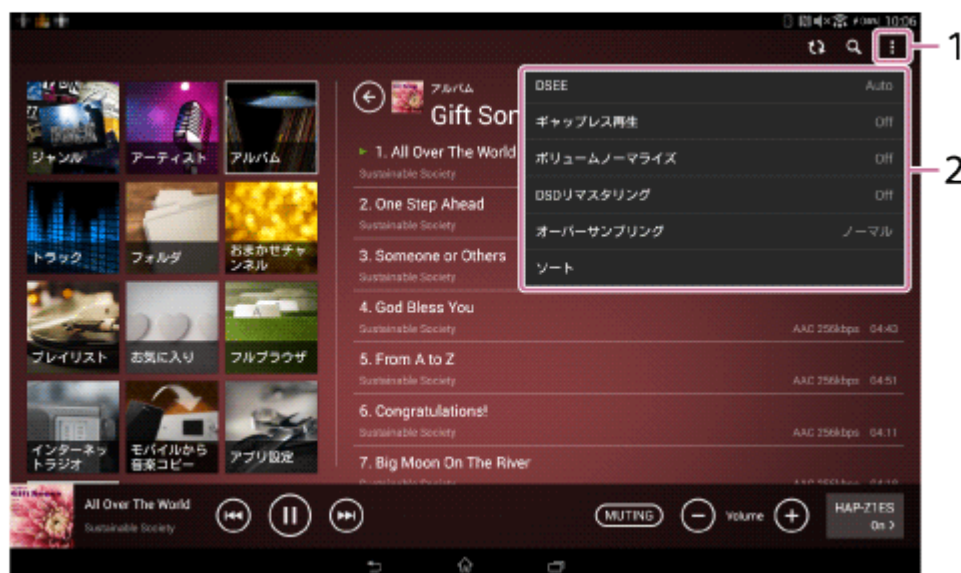 10:06
1
DSEE Auto
ギャップレス再生 Off
ボリュームノーマライズ Off
DSDリマスタリング Off
オーバーサンプリング ノーマル
ソート
2
ジャンル
アーティスト
アルバム
トラック
フォルダ
おまかせチャ
ンネル
プレイリスト
お気に入り
フルブラウザ
インターネッ
トラジオ
モバイルから
音楽コピー
アプリ設定
アルバム
Gift Son
1. All Over The World
Sustainable Society
2. One Step Ahead
Sustainable Society
3. Someone or Others
Sustainable Society
4. God Bless You
Sustainable Society AAC 256kbps 04:43
5. From A to Z
Sustainable Society AAC 256kbps 04:51
6. Congratulations!
Sustainable Society AAC 256kbps 04:11
7. Big Moon On The River
Gift Songs
All Over The World
Sustainable Society
MUTING
Volume
HAP-Z1ES
On >